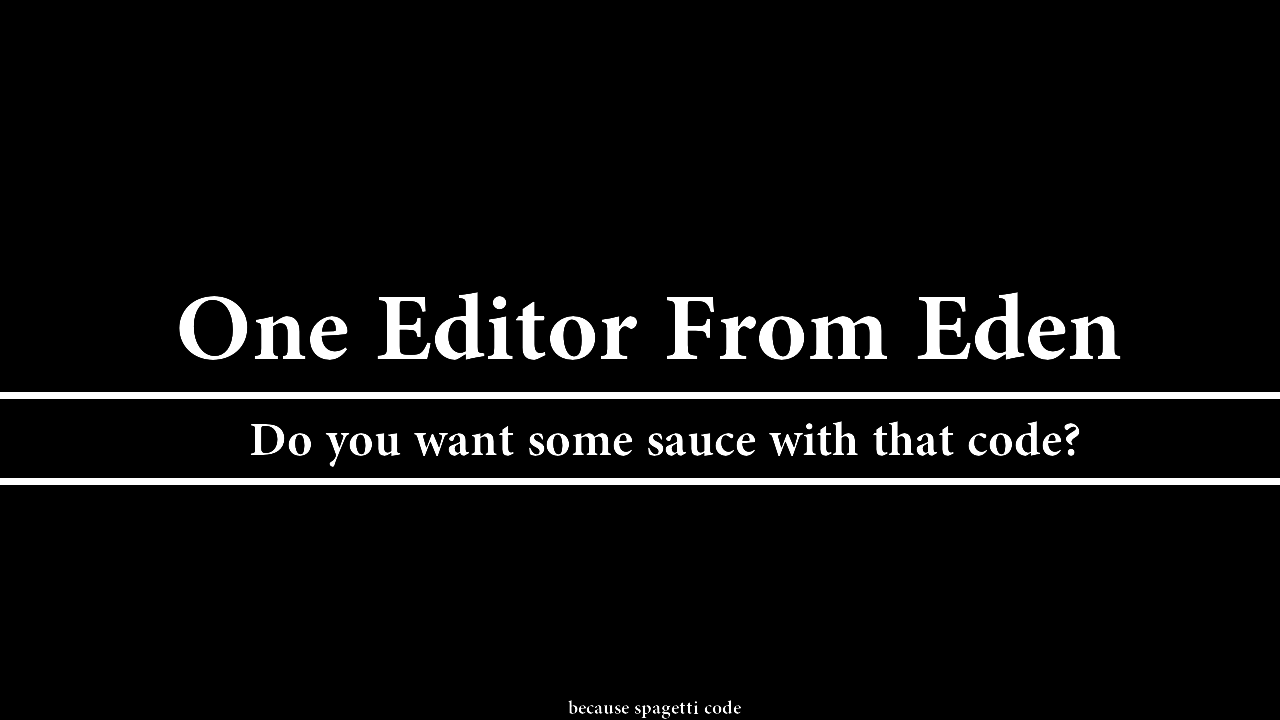 One Editor From Eden
Do you want some sauce with that code?
because spagetti code